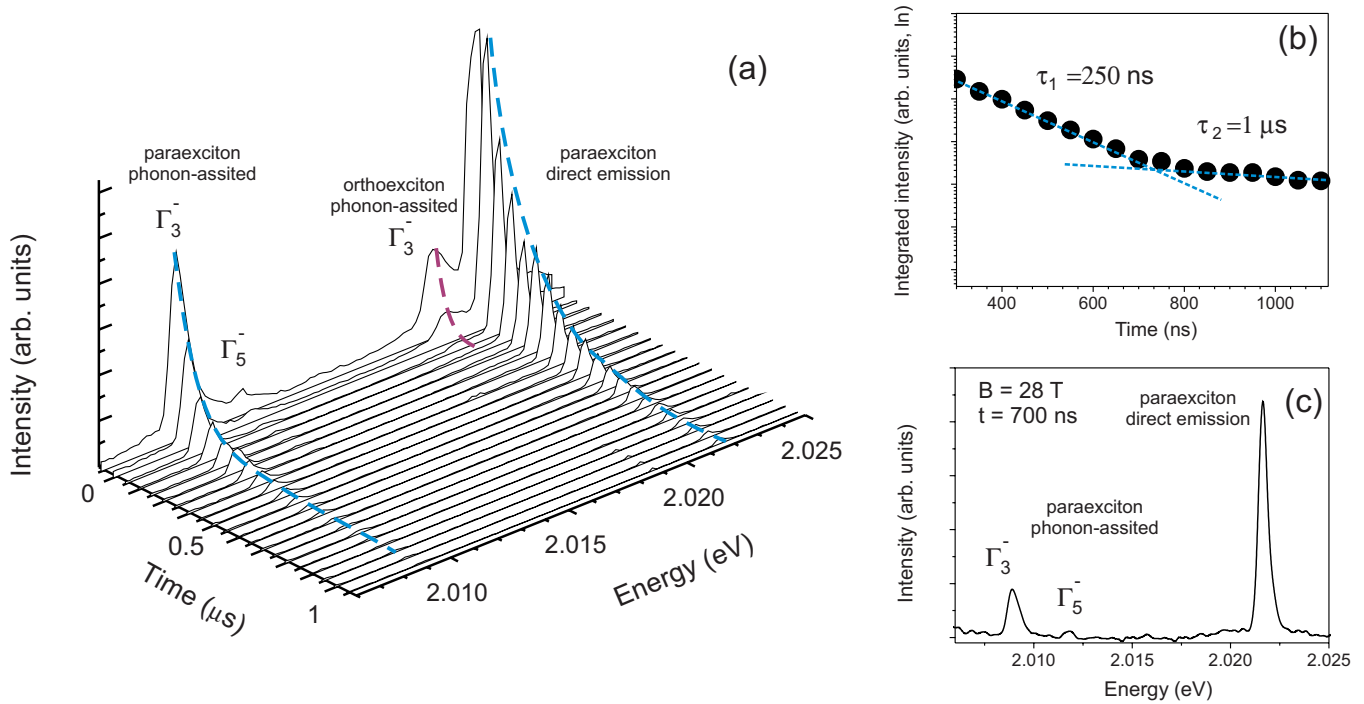 (a)
paraexciton
phonon-assited
Γ3-
Γ5-
orthoexciton
phonon-assited
Γ3-
paraexciton
direct emission
Intensity (arb. units)
0
0.5
1
Time (μs)
2.010
2.015
2.020
2.025
Energy (eV)
(b)
τ1 =250 ns
τ2 =1 μs
Integrated intensity (arb. units, ln)
400
600
800
1000
Time (ns)
(c)
B = 28 T
t = 700 ns
paraexciton
direct emission
paraexciton
phonon-assited
Γ3-
Γ5-
Intensity (arb. units)
2.010
2.015
2.020
2.025
Energy (eV)